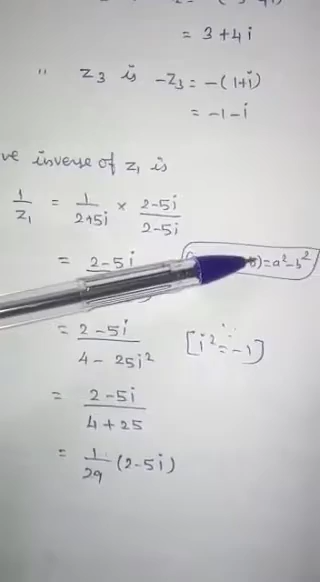 = 3 + 4i
" z3 is -z3 = -(1+i)
= -1-i
ve inverse of z1 is
1/z1 = 1/2+5i × 2-5i/2-5i
= 2-5i b)=a²-b²
= 2-5i/4-25i² [i²=-1]
= 2-5i/4+25
= 1/29 (2-5i)